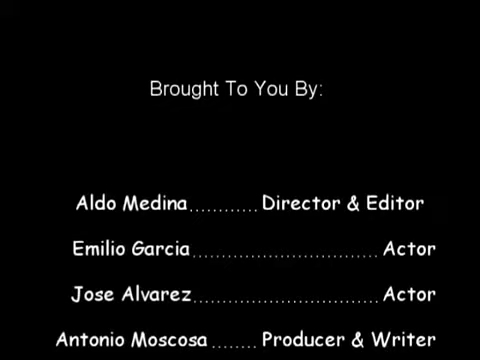 Brought To You By:
Aldo Medina............Director & Editor
Emilio Garcia................................Actor
Jose Alvarez................................Actor
Antonio Moscosa........Producer & Writer